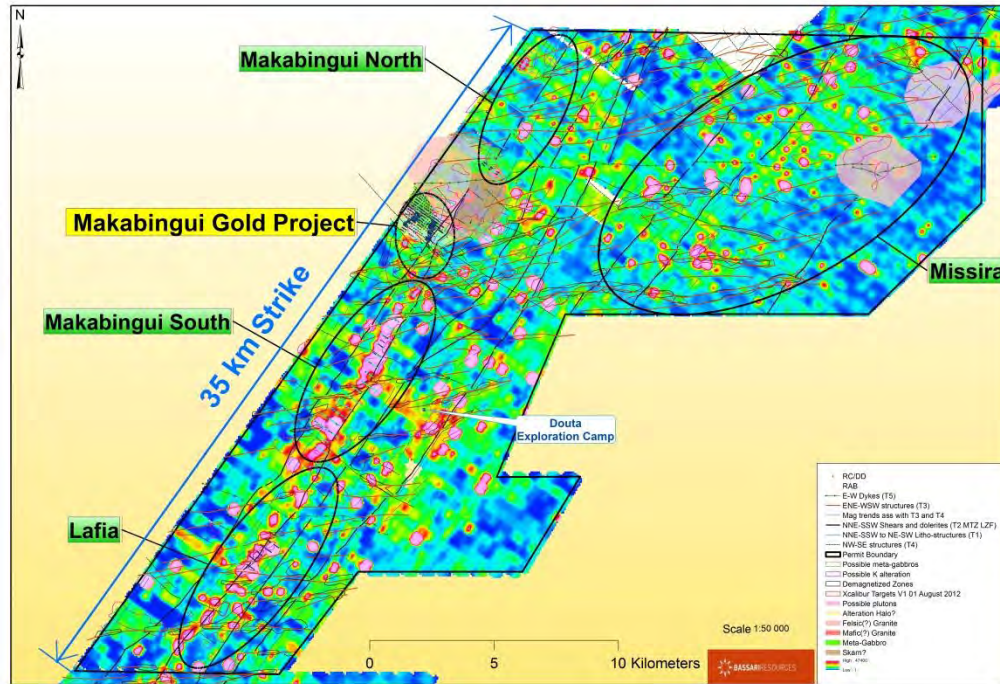 N
Makabingui North
Makabingui Gold Project
Missira
Makabingui South
35 km Strike
Douta
Exploration Camp
Lafia
RC/DD
RAB
E-W Dykes (T5)
ENE-WSW structures (T3)
Mag trends ass with T3 and T4
NNE-SSW Shears and dolerites (T2 MTZ LZF)
NNE-SSW to NE-SW Litho-structures (T1)
NW-SE structures (T4)
Permit Boundary
Possible meta-gabbros
Possible K alteration
Demagnetized Zones
Xcalibur Targets V1 01 August 2012
Possible plutons
Alteration Halo?
Felsic(?) Granite
Mafic(?) Granite
Meta-Gabbro
Skarn?
Low : 1
Scale 1:50 000
0 5 10 Kilometers
BASSARIRESOURCES